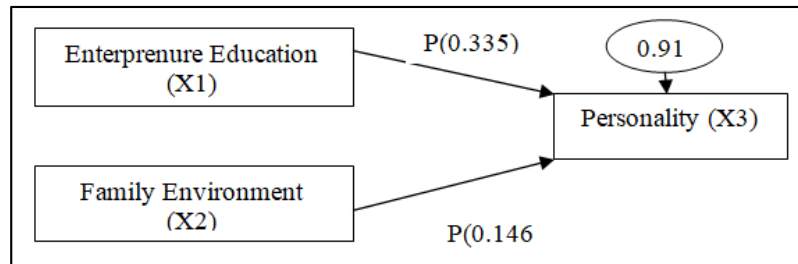 Enterprenure Education
(X1)
P(0.335)
0.91
Personality (X3)
Family Environment
(X2)
P(0.146